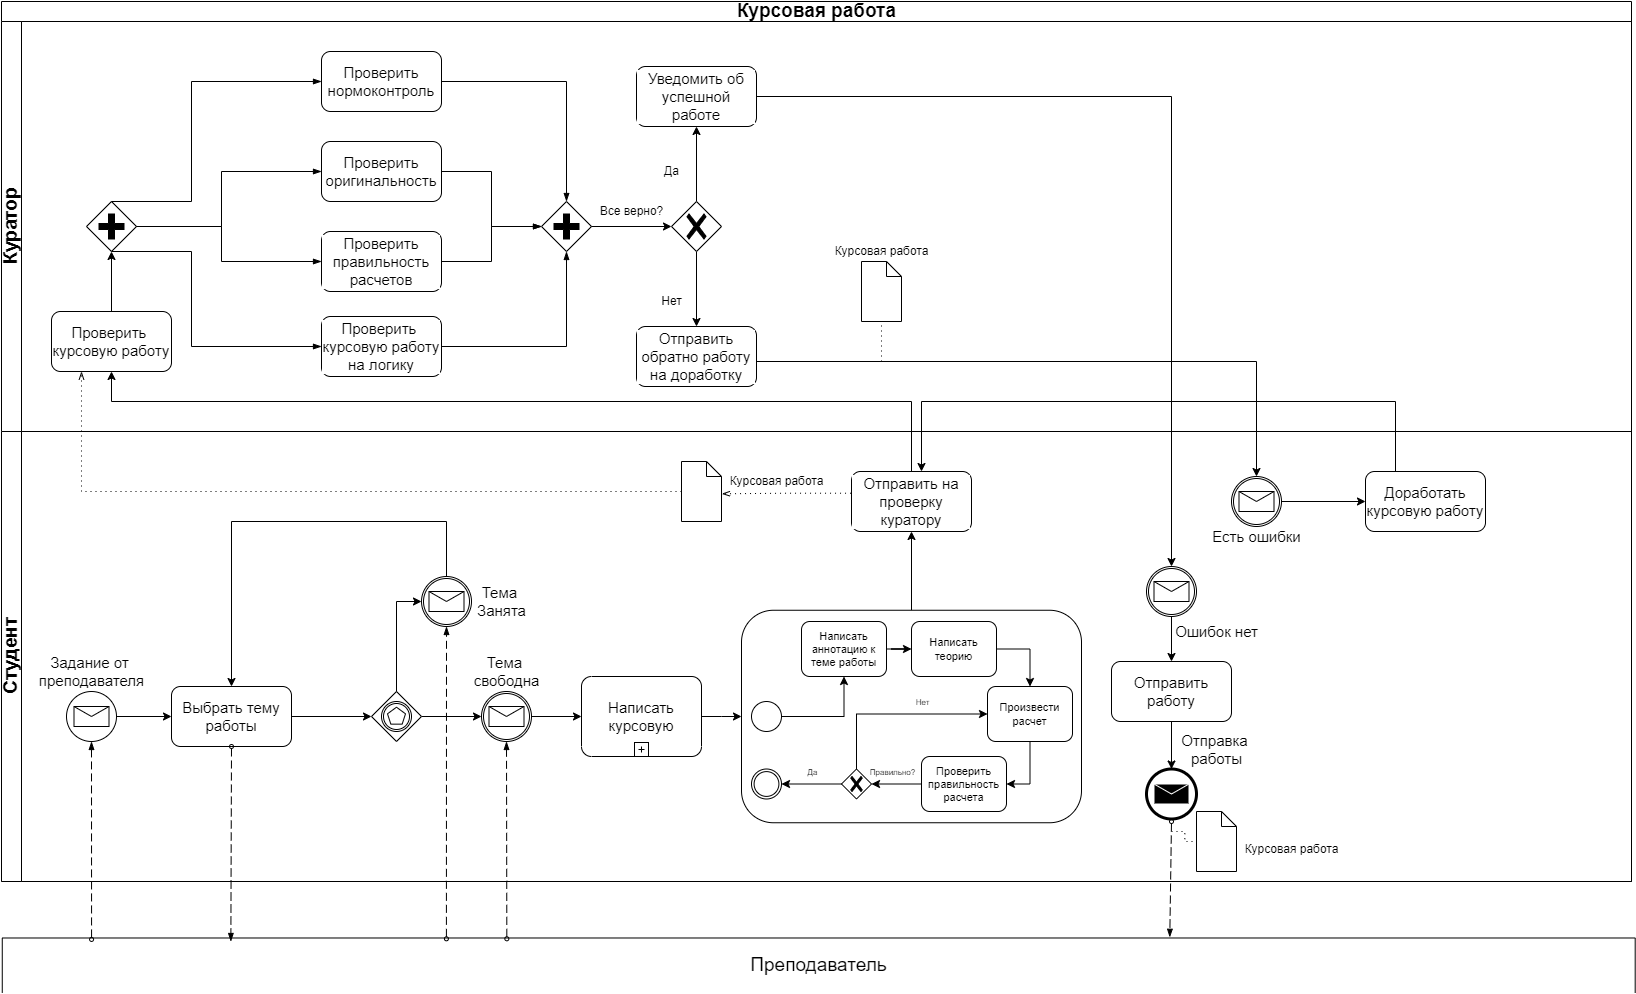 Курсовая работа
Куратор
Проверить
нормоконтроль
Проверить
оригинальность
Проверить
правильность
расчетов
Проверить
курсовую работу
на логику
Проверить
курсовую работу
Все верно?
Да
Нет
Уведомить об
успешной
работе
Отправить
обратно работу
на доработку
Курсовая работа
Студент
Задание от
преподавателя
Выбрать тему
работы
Тема
Занята
Тема
свободна
Написать
курсовую
Курсовая работа
Отправить на
проверку
куратору
Написать
аннотацию к
теме работы
Написать
теорию
Произвести
расчет
Нет
Проверить
правильность
расчета
Правильно?
Да
Есть ошибки
Доработать
курсовую работу
Ошибок нет
Отправить
работу
Отправка
работы
Курсовая работа
Преподаватель